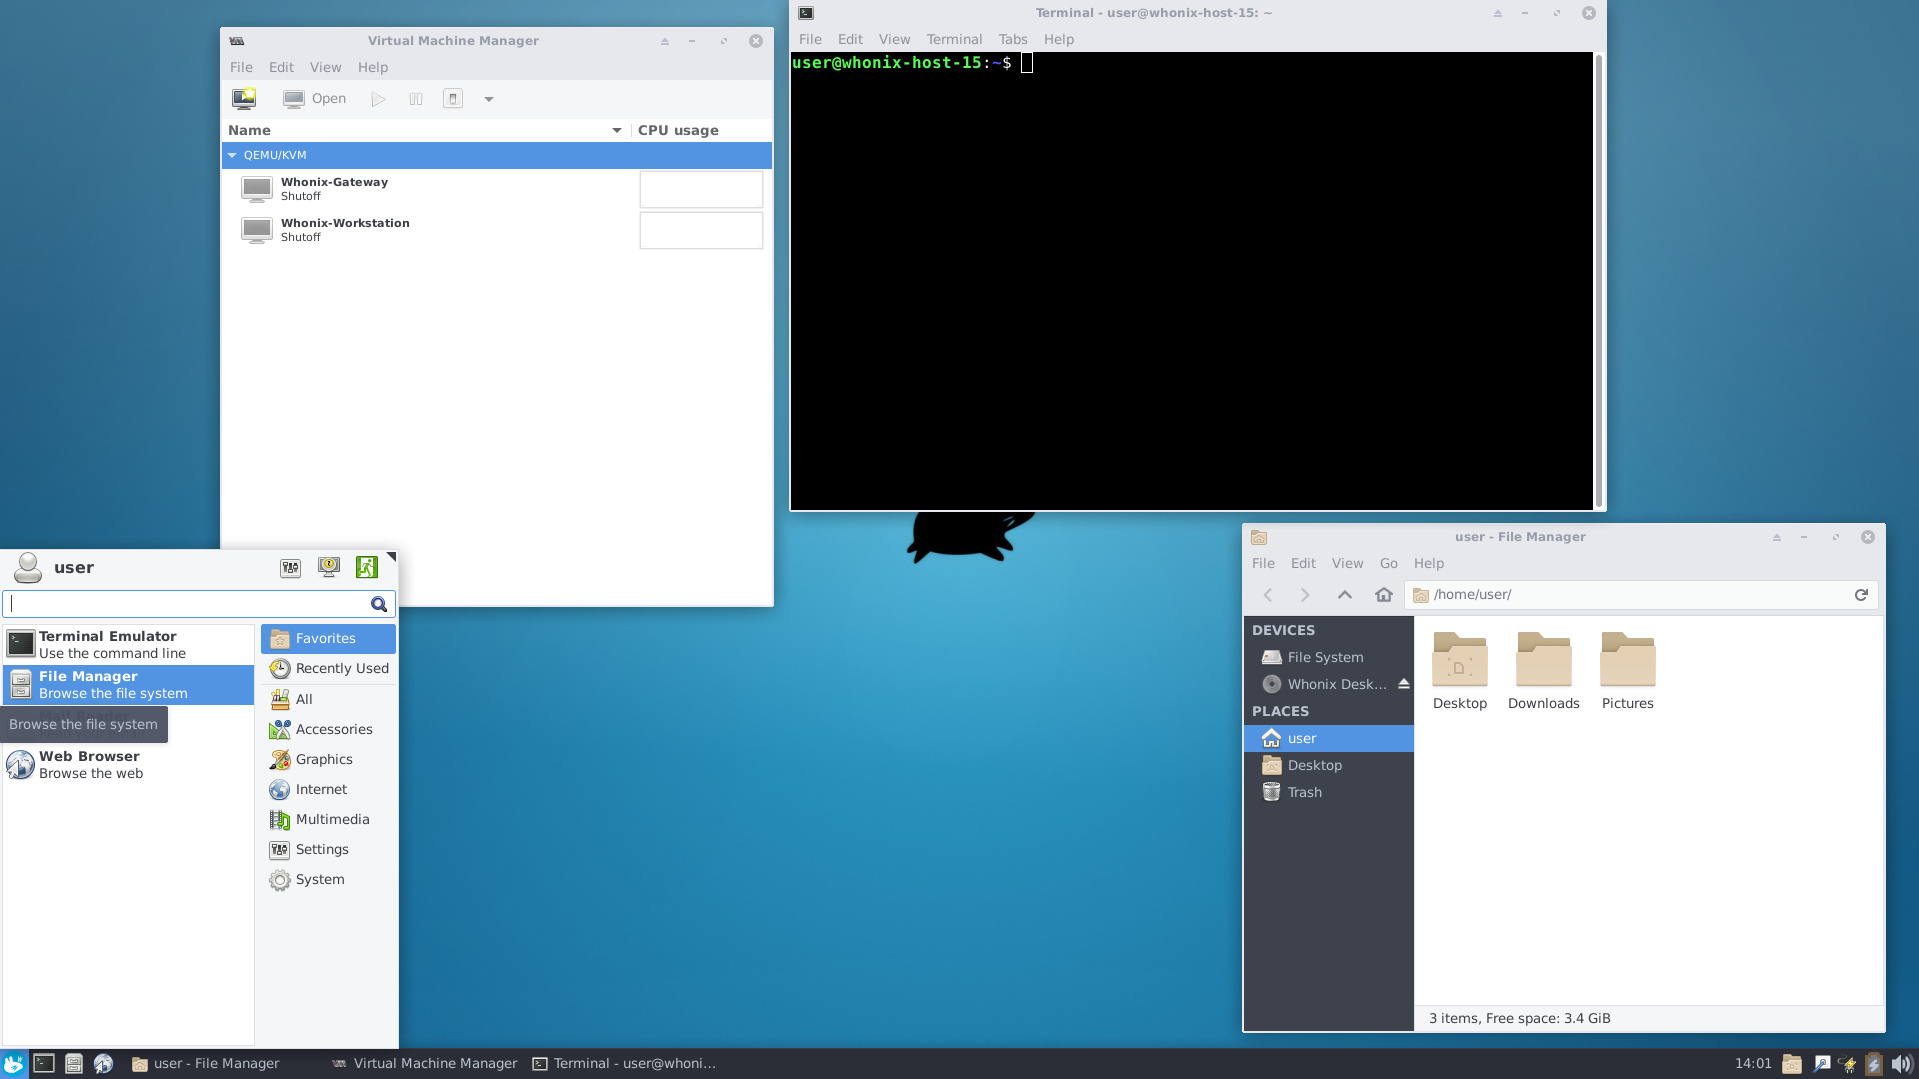 Virtual Machine Manager
File Edit View Help
Open
Name CPU usage
QEMU/KVM
Whonix-Gateway
Shutoff
Whonix-Workstation
Shutoff
Terminal - user@whonix-host-15: ~
File Edit View Terminal Tabs Help
user@whonix-host-15:~$
user - File Manager
File Edit View Go Help
/home/user/
DEVICES
File System
Whonix Desk...
PLACES
user
Desktop
Trash
Desktop Downloads Pictures
3 items, Free space: 3.4 GiB
user
Terminal Emulator
Use the command line
File Manager
Browse the file system
Browse the file system
Web Browser
Browse the web
Favorites
Recently Used
All
Accessories
Graphics
Internet
Multimedia
Settings
System
user - File Manager
Virtual Machine Manager
Terminal - user@whoni...
14:01